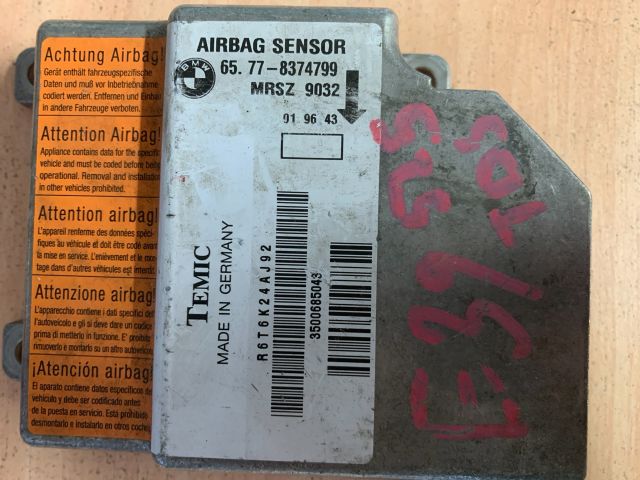 Achtung Airbag!
Gerät enthält fahrzeugspezifische
Daten und muß vor Inbetriebnahme
codiert werden. Entfernen und Einbau
in andere Fahrzeuge verboten.
Attention Airbag!
Appliance contains data for the specific
vehicle and must be coded before being
operational. Removal and installation
in other vehicles prohibited.
Attention airbag!
L'appareil renferme des données spéci-
fiques au véhicule et doit être codé avant
la mise en service. L'enlèvement et le mon-
tage dans d'autres véhicules est interdit.
Attenzione airbag!
L'apparecchio contiene i dati specifici del
l'autoveicolo e gli si deve dare un codice
prima di metterlo in funzione. E' proibito
rimuoverlo e montarlo su altri autoveicoli
¡Atención airbag!
El aparato contiene datos específicos del
vehículo y debe ser codificado antes
de la puesta en servicio. Está prohibido
desmontarlo e instalarlo en otros coches
BMW
AIRBAG SENSOR
65. 77-8374799
MRSZ 9032
01 96 43
TEMIC
MADE IN GERMANY
R6T6K24AJ92
3500685043
E39
TDS